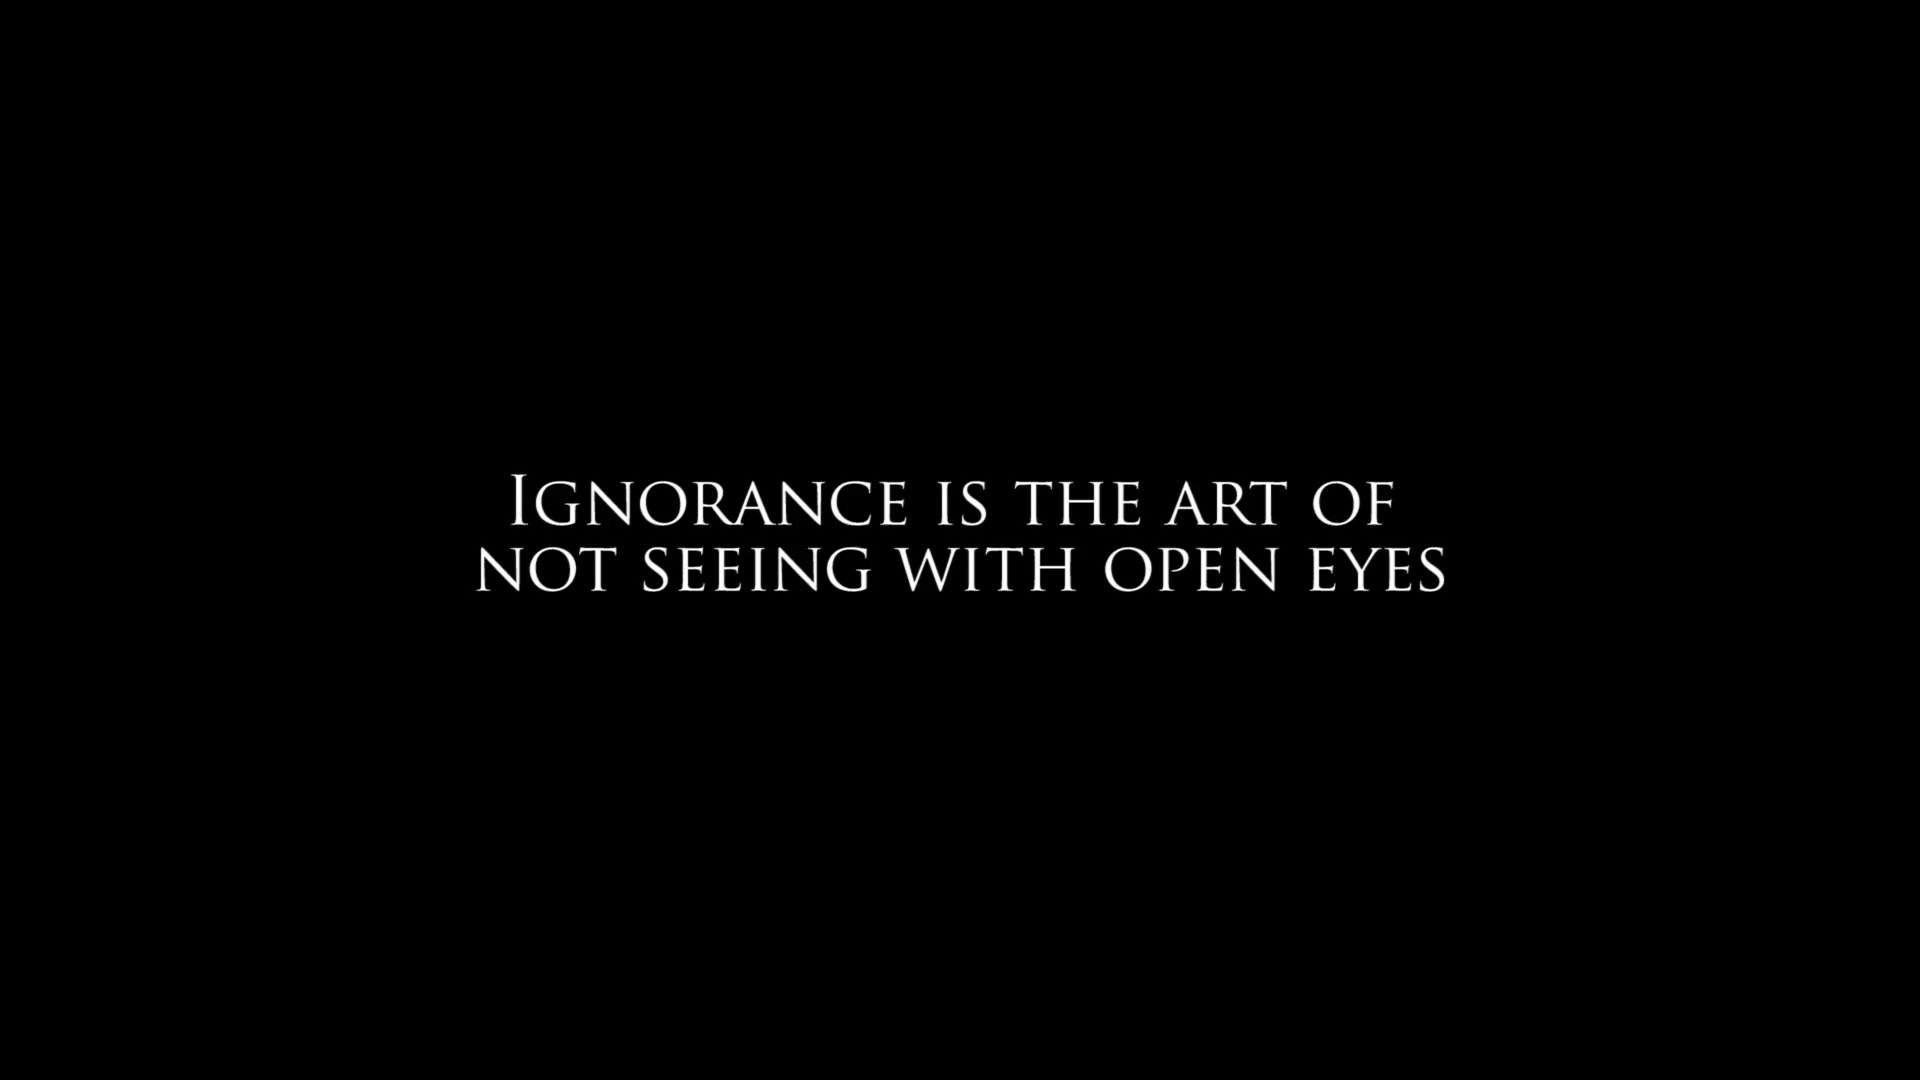 Ignorance is the art of
not seeing with open eyes